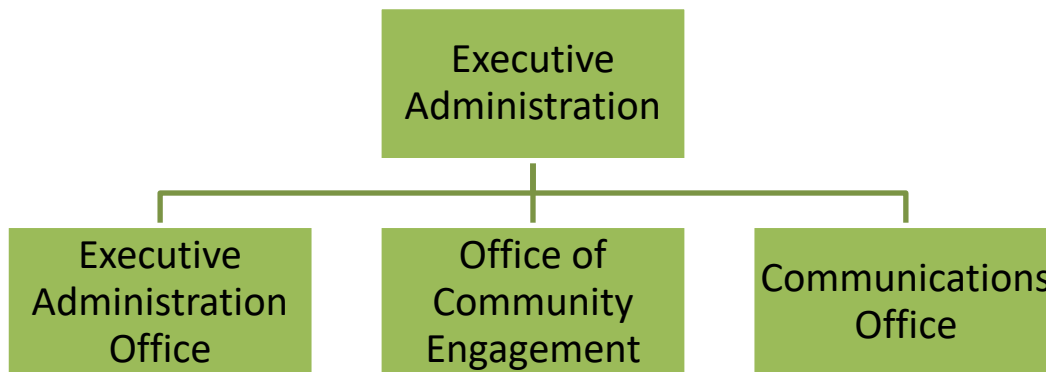 Executive
Administration
Executive
Administration
Office
Office of
Community
Engagement
Communications
Office